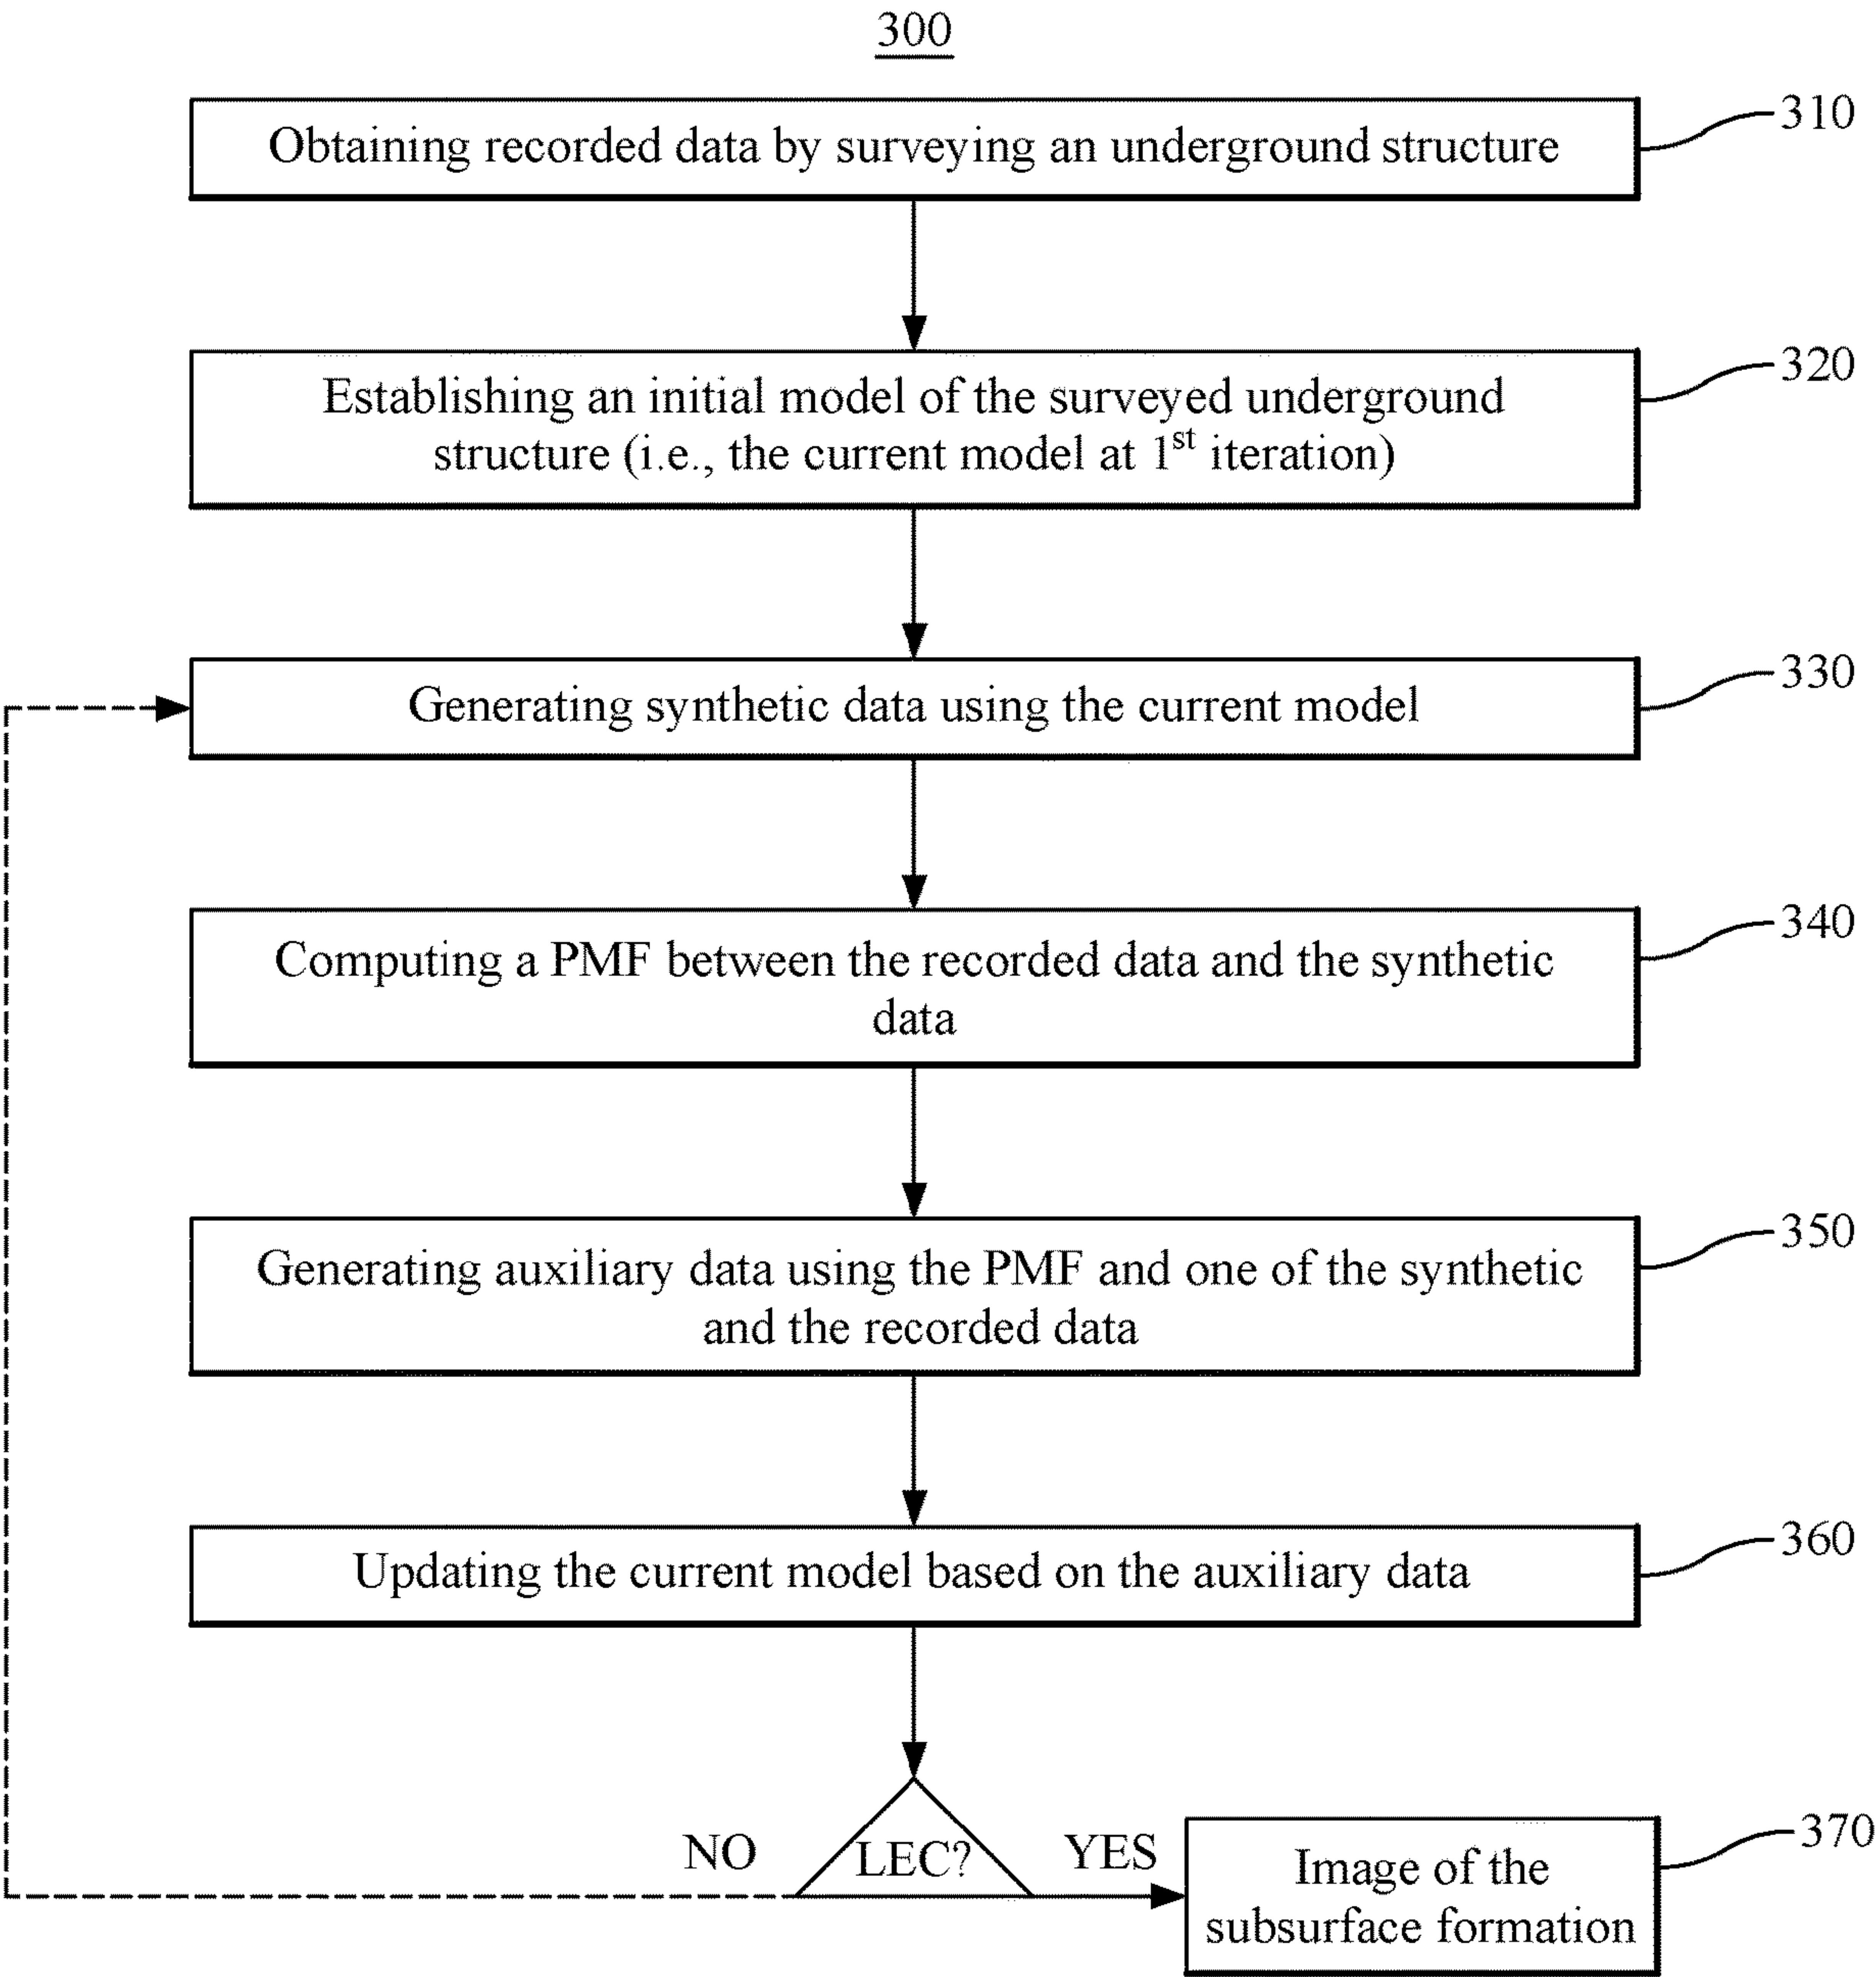 300
310
Obtaining recorded data by surveying an underground structure
320
Establishing an initial model of the surveyed underground
structure (i.e., the current model at 1st iteration)
330
Generating synthetic data using the current model
340
Computing a PMF between the recorded data and the synthetic
data
350
Generating auxiliary data using the PMF and one of the synthetic
and the recorded data
360
Updating the current model based on the auxiliary data
NO
LEC?
YES
370
Image of the
subsurface formation